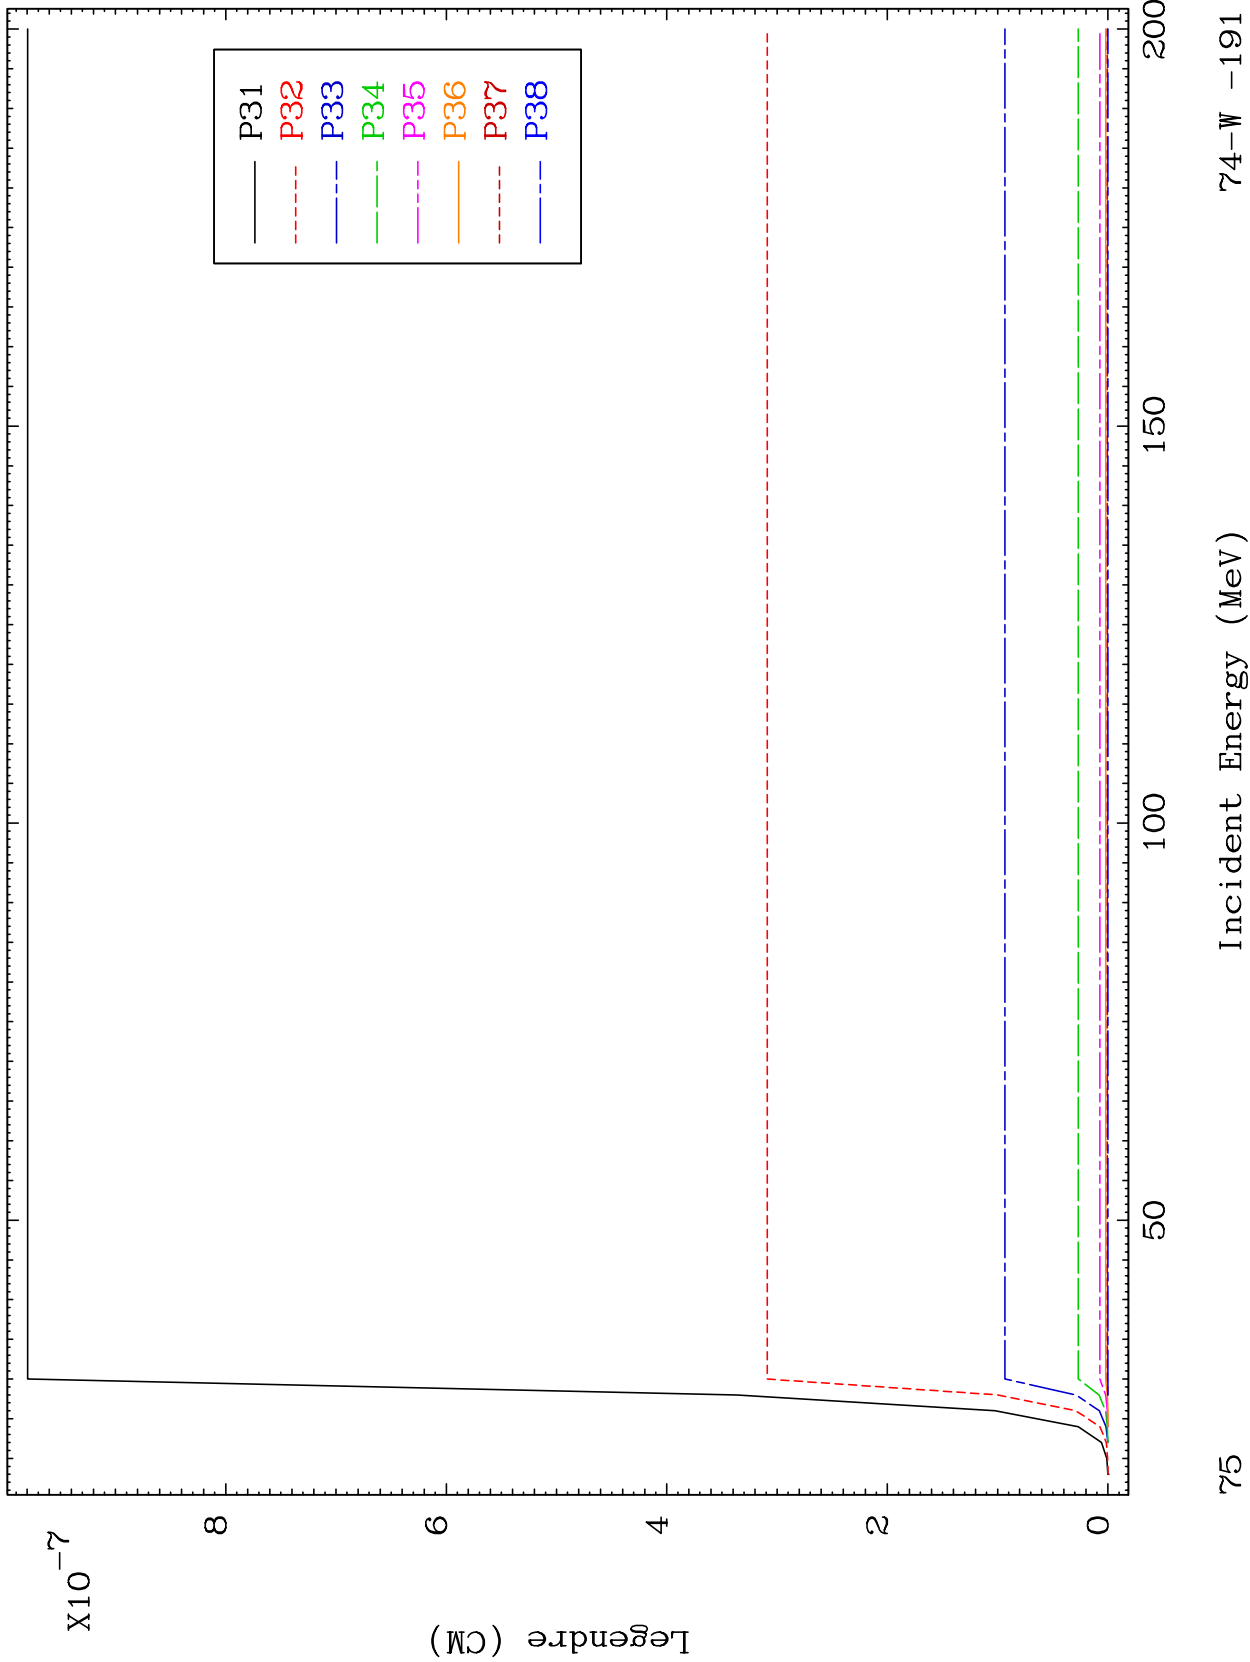 X10
-7
8
6
4
2
0
Legendre (CM)
P31
P32
P33
P34
P35
P36
P37
P38
50
100
150
200
Incident Energy (MeV)
75
74-W -191